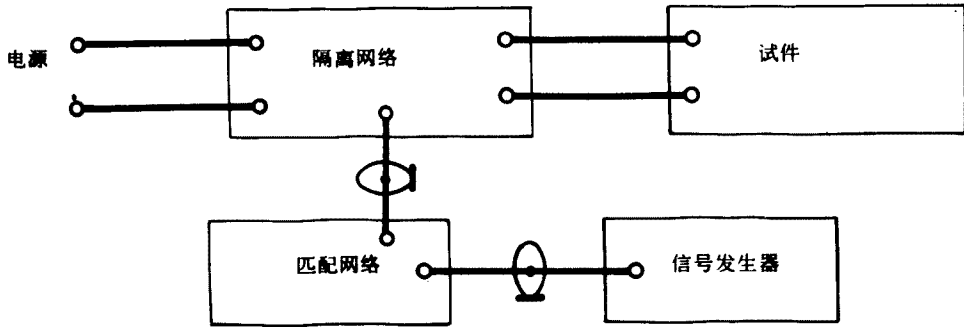 电源
隔离网络
试件
匹配网络
信号发生器